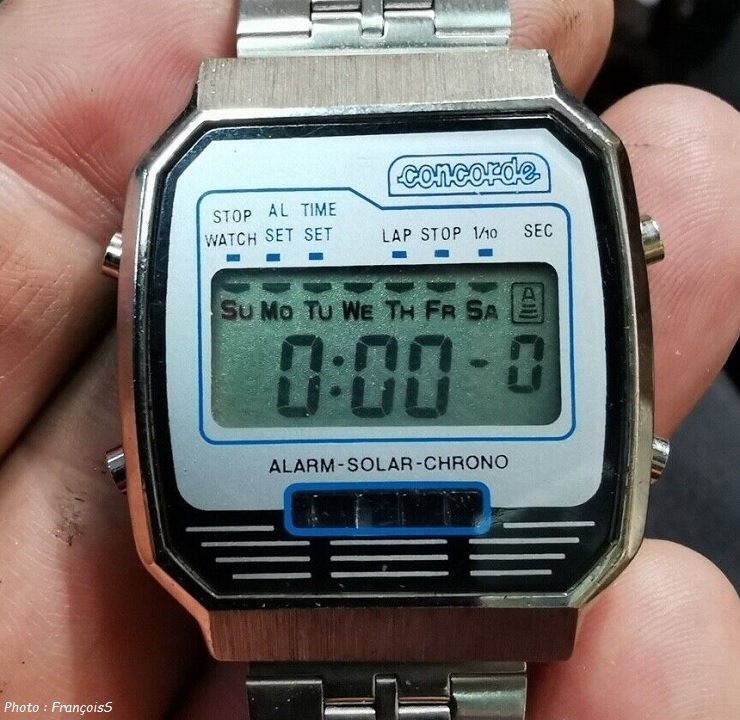 concorde
STOP WATCH
AL SET
TIME SET
LAP STOP 1/10 SEC
SU MO TU WE TH FR SA A
0:00 - 0
ALARM-SOLAR-CHRONO
Photo : FrançoisS